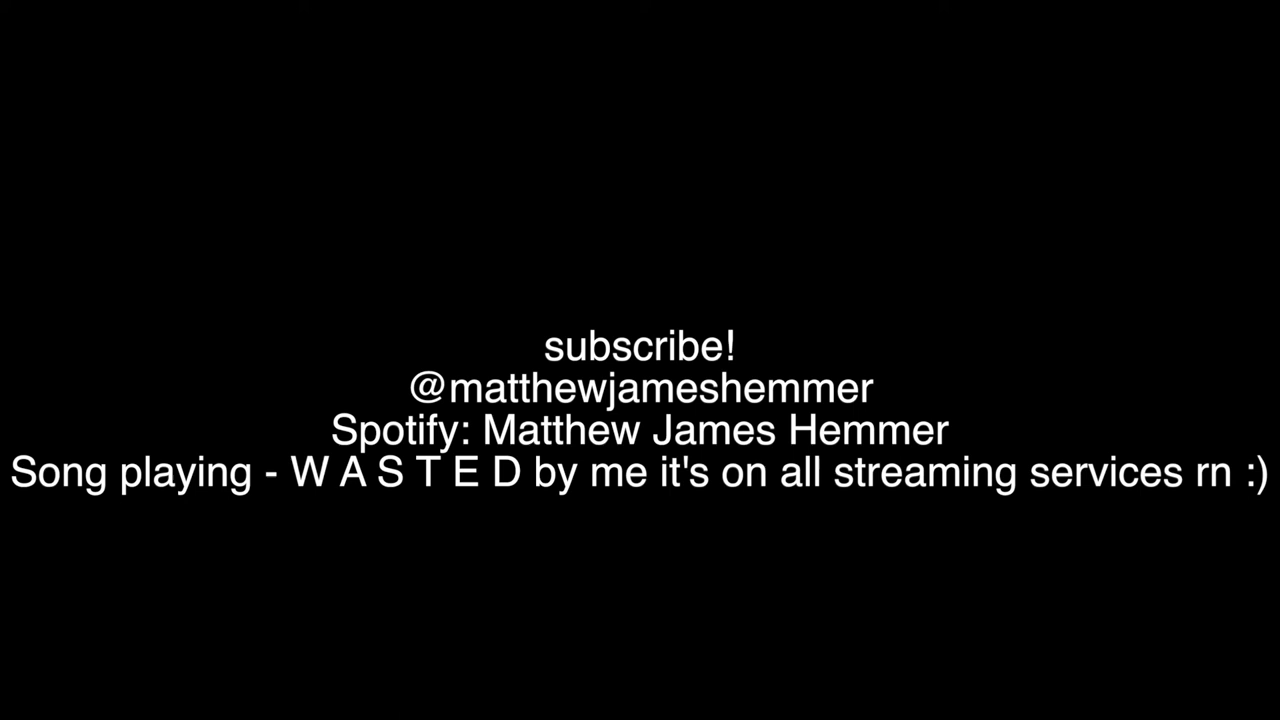 subscribe!
@matthewjameshemmer
Spotify: Matthew James Hemmer
Song playing - W A S T E D by me it's on all streaming services rn :)